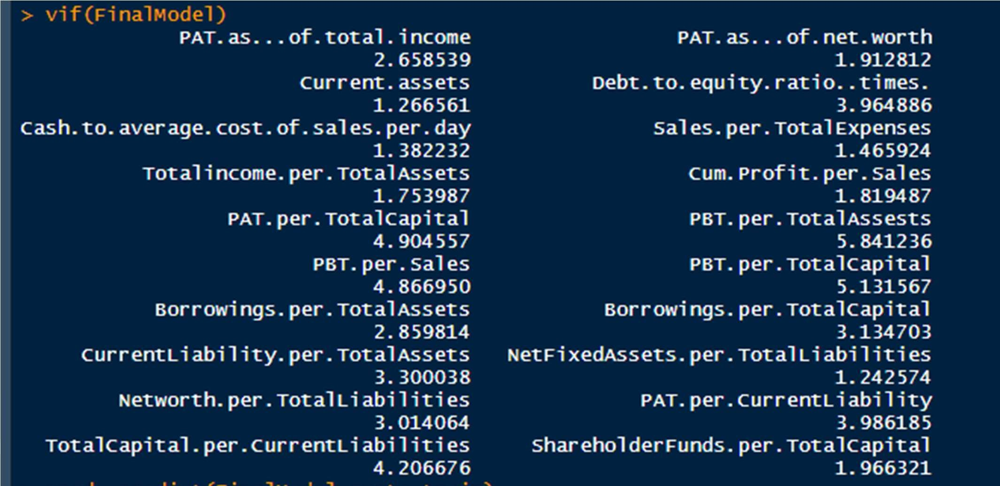 > vif(FinalModel)
PAT.as...of.total.income PAT.as...of.net.worth
2.658539 1.912812
Current.assets Debt.to.equity.ratio..times.
1.266561 3.964886
Cash.to.average.cost.of.sales.per.day Sales.per.TotalExpenses
1.382232 1.465924
Totalincome.per.TotalAssets Cum.Profit.per.Sales
1.753987 1.819487
PAT.per.TotalCapital PBT.per.TotalAssests
4.904557 5.841236
PBT.per.Sales PBT.per.TotalCapital
4.866950 5.131567
Borrowings.per.TotalAssets Borrowings.per.TotalCapital
2.859814 3.134703
CurrentLiability.per.TotalAssets NetFixedAssets.per.TotalLiabilities
3.300038 1.242574
Networth.per.TotalLiabilities PAT.per.CurrentLiability
3.014064 3.986185
TotalCapital.per.CurrentLiabilities ShareholderFunds.per.TotalCapital
4.206676 1.966321